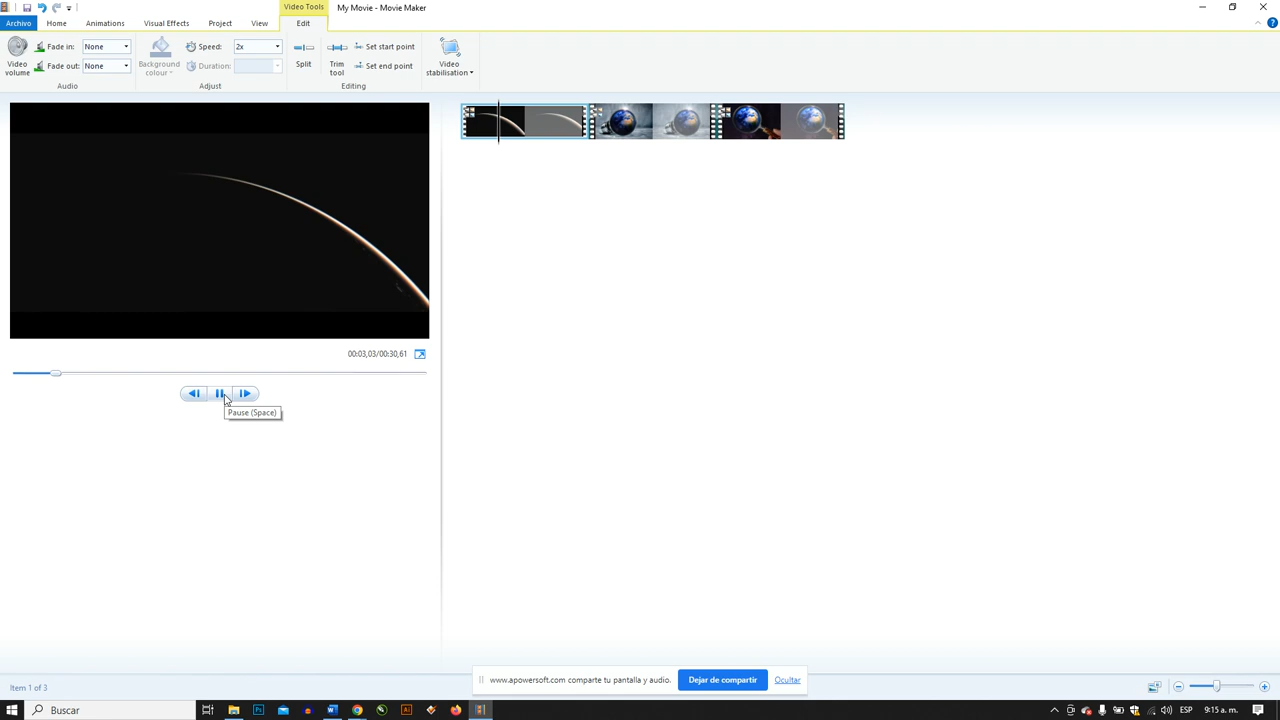 Video Tools
My Movie - Movie Maker
Archivo
Home
Animations
Visual Effects
Project
View
Edit
Video volume
Fade in: None
Fade out: None
Audio
Background colour
Speed: 2x
Duration:
Adjust
Split
Trim tool
Set start point
Set end point
Editing
Video stabilisation
00:03,03/00:30,61
Pause (Space)
www.apowersoft.com comparte tu pantalla y audio.
Dejar de compartir
Ocultar
Item 1 of 3
Buscar
Ps
W
Ai
ESP
9:15 a. m.